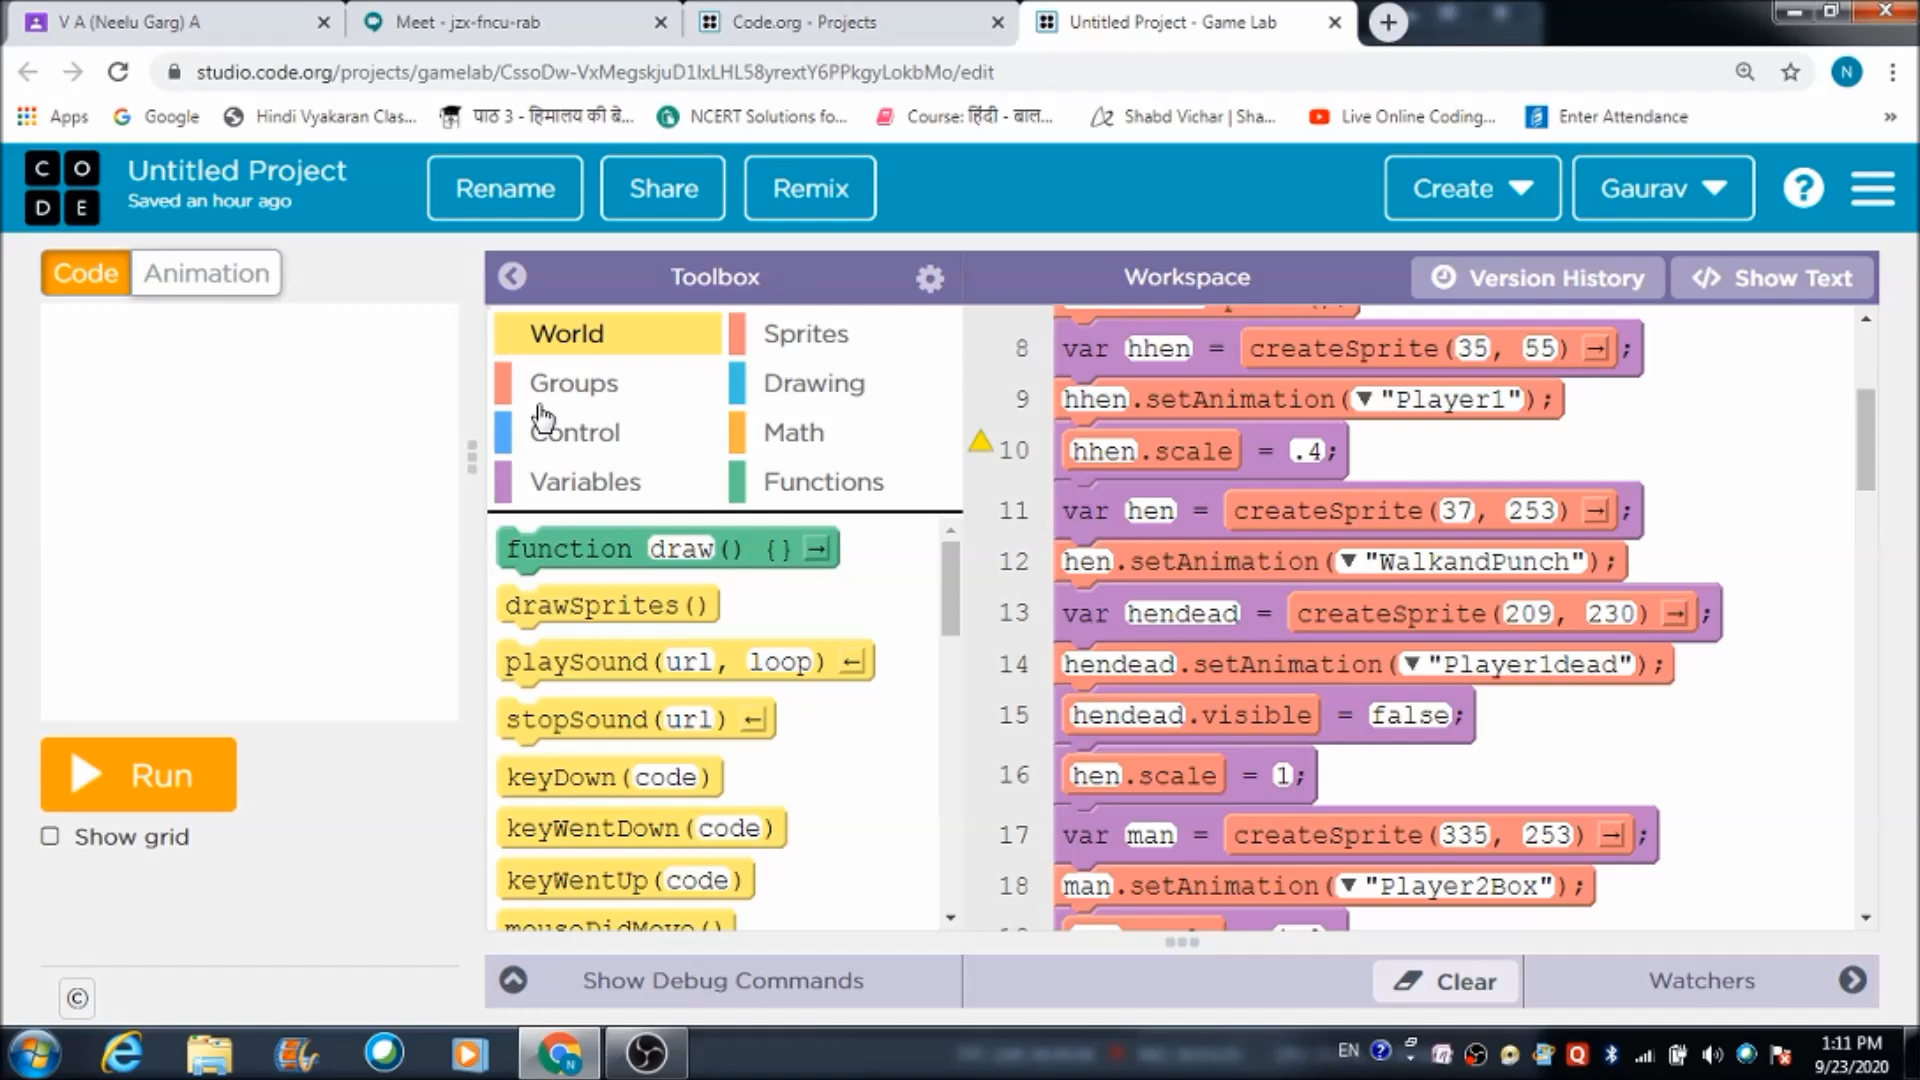 V A (Neelu Garg) A
Meet - jzx-fncu-rab
Code.org - Projects
Untitled Project - Game Lab
studio.code.org/projects/gamelab/CssoDw-VxMegskjuD1IxLHL58yrextY6PPkgyLokbMo/edit
N
Apps
Google
Hindi Vyakaran Clas...
पाठ 3 - हिमालय की बे...
NCERT Solutions fo...
Course: हिंदी - बाल...
Shabd Vichar | Sha...
Live Online Coding...
Enter Attendance
»
C O
D E
Untitled Project
Saved an hour ago
Rename
Share
Remix
Create
Gaurav
?
Code
Animation
Toolbox
Workspace
Version History
</> Show Text
World
Sprites
Groups
Drawing
Control
Math
Variables
Functions
function draw() {} →
drawSprites()
playSound(url, loop) ←
stopSound(url) ←
keyDown(code)
keyWentDown(code)
keyWentUp(code)
mouseDidMove()
8 var hhen = createSprite(35, 55) → ;
9 hhen.setAnimation(▼ "Player1");
10 hhen.scale = .4;
11 var hen = createSprite(37, 253) → ;
12 hen.setAnimation(▼ "WalkandPunch");
13 var hendead = createSprite(209, 230) → ;
14 hendead.setAnimation(▼ "Player1dead");
15 hendead.visible = false;
16 hen.scale = 1;
17 var man = createSprite(335, 253) → ;
18 man.setAnimation(▼ "Player2Box");
Run
Show grid
©
Show Debug Commands
Clear
Watchers
N
EN
1:11 PM
9/23/2020